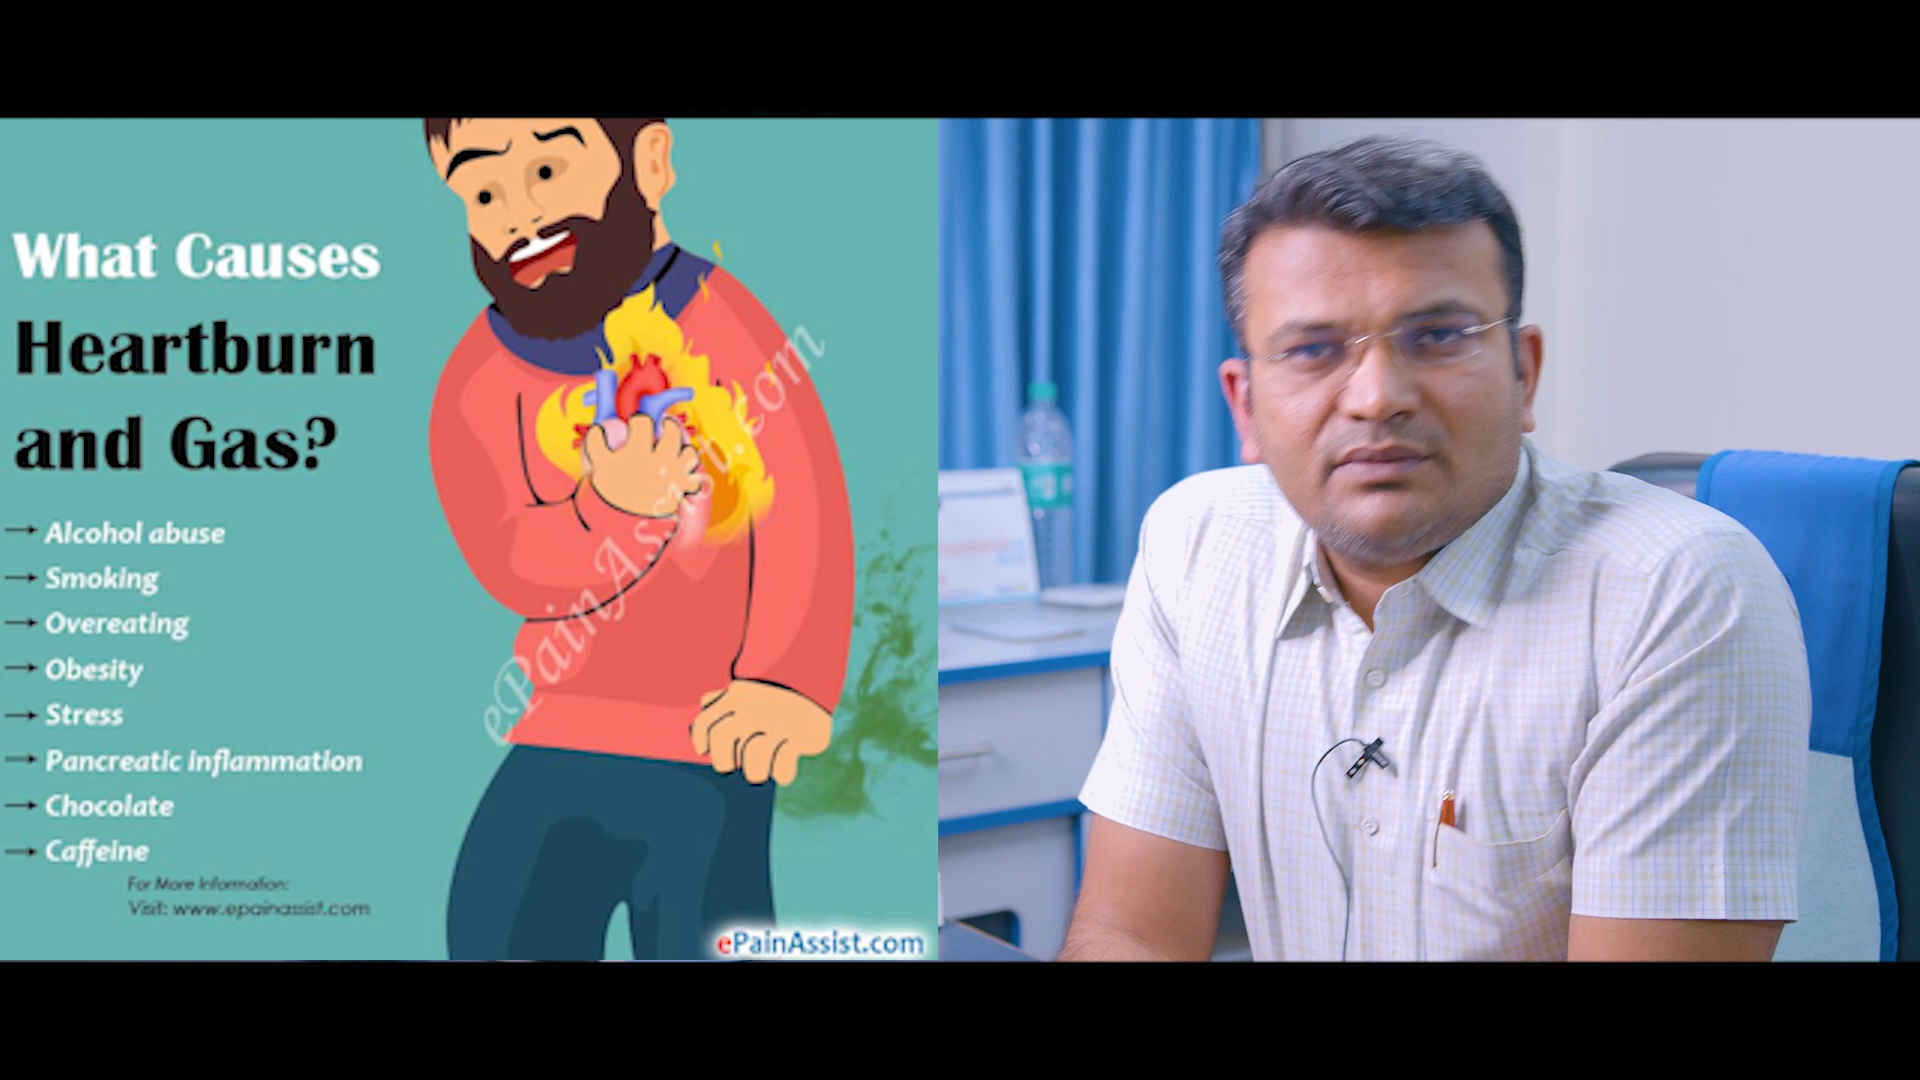 What Causes
Heartburn
and Gas?
→ Alcohol abuse
→ Smoking
→ Overeating
→ Obesity
→ Stress
→ Pancreatic inflammation
→ Chocolate
→ Caffeine
For More Information:
Visit: www.epainassist.com
ePainAssist.com
ePainAssist.com